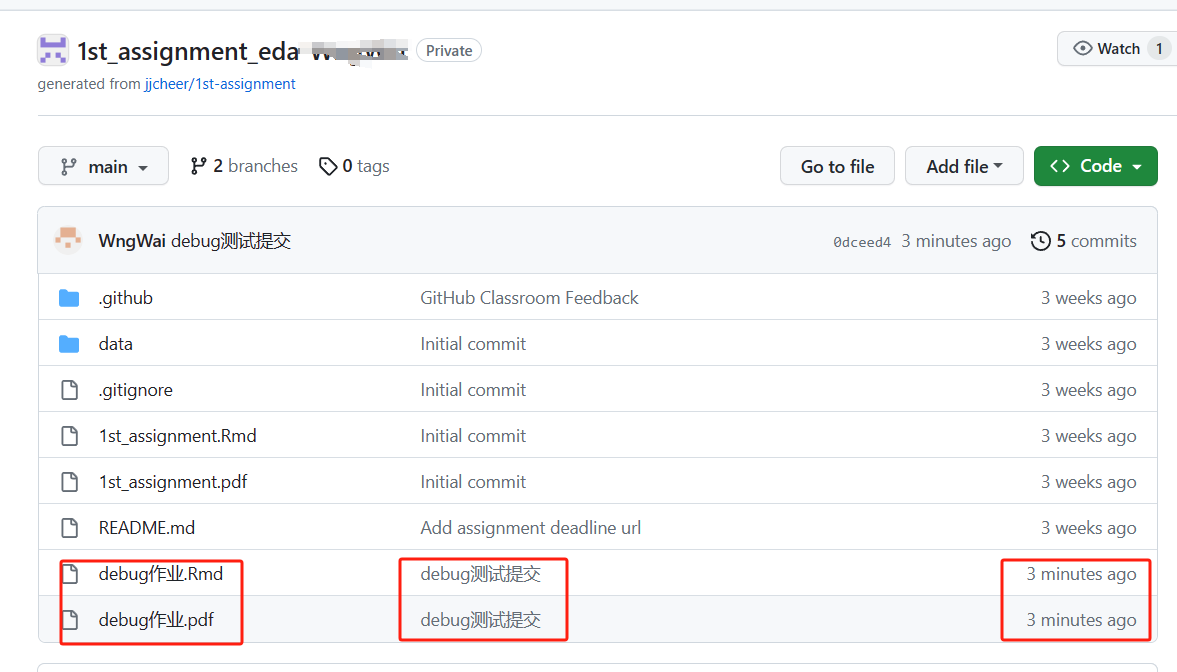 1st_assignment_eda Private
Watch 1
generated from jjcheer/1st-assignment
main 2 branches 0 tags Go to file Add file Code
WngWai debug测试提交 0dceed4 3 minutes ago 5 commits
.github GitHub Classroom Feedback 3 weeks ago
data Initial commit 3 weeks ago
.gitignore Initial commit 3 weeks ago
1st_assignment.Rmd Initial commit 3 weeks ago
1st_assignment.pdf Initial commit 3 weeks ago
README.md Add assignment deadline url 3 weeks ago
debug作业.Rmd debug测试提交 3 minutes ago
debug作业.pdf debug测试提交 3 minutes ago